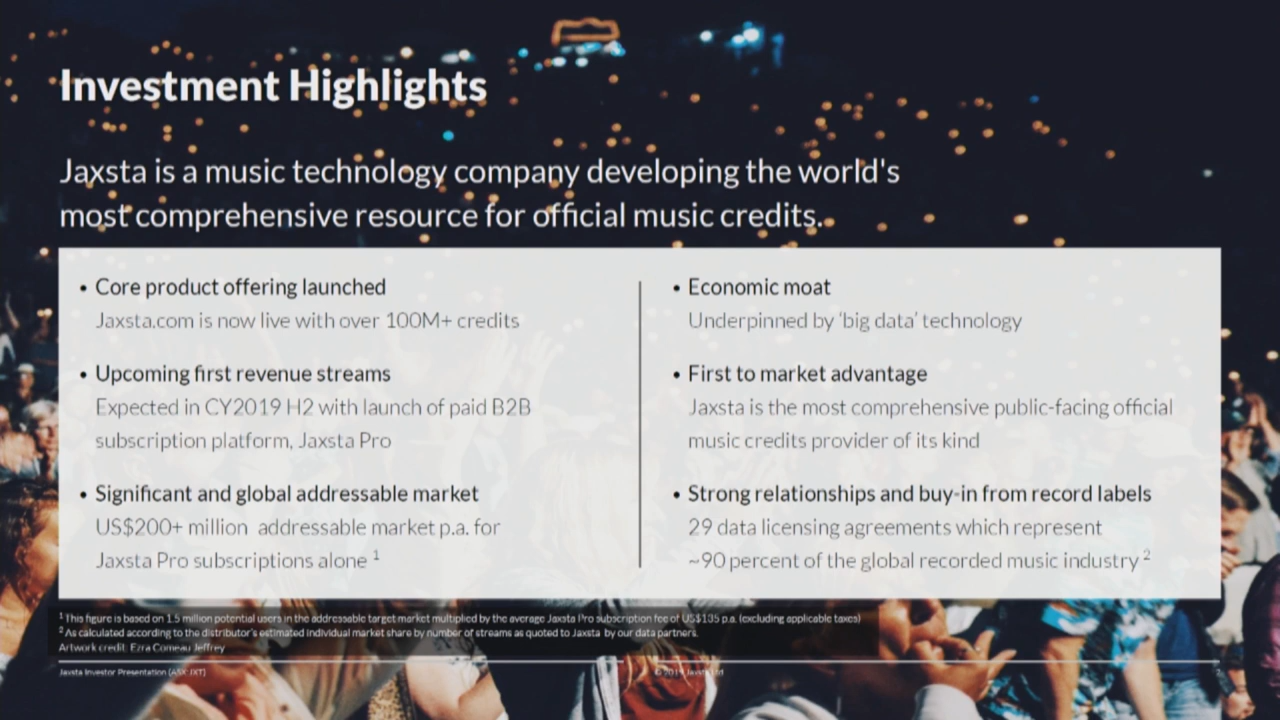 Investment Highlights
Jaxsta is a music technology company developing the world's
most comprehensive resource for official music credits.
• Core product offering launched
Jaxsta.com is now live with over 100M+ credits
• Upcoming first revenue streams
Expected in CY2019 H2 with launch of paid B2B
subscription platform, Jaxsta Pro
• Significant and global addressable market
US$200+ million addressable market p.a. for
Jaxsta Pro subscriptions alone 1
• Economic moat
Underpinned by 'big data' technology
• First to market advantage
Jaxsta is the most comprehensive public-facing official
music credits provider of its kind
• Strong relationships and buy-in from record labels
29 data licensing agreements which represent
~90 percent of the global recorded music industry 2
1 This figure is based on 1.5 million potential users in the addressable target market multiplied by the average Jaxsta Pro subscription fee of US$135 p.a. (excluding applicable taxes)
2 As calculated according to the distributor's estimated individual market share by number of streams as quoted to Jaxsta by our data partners.
Artwork credit: Ezra Comeau Jeffrey
Jaxsta Investor Presentation (ASX: JXT)
© 2019 Jaxsta Ltd